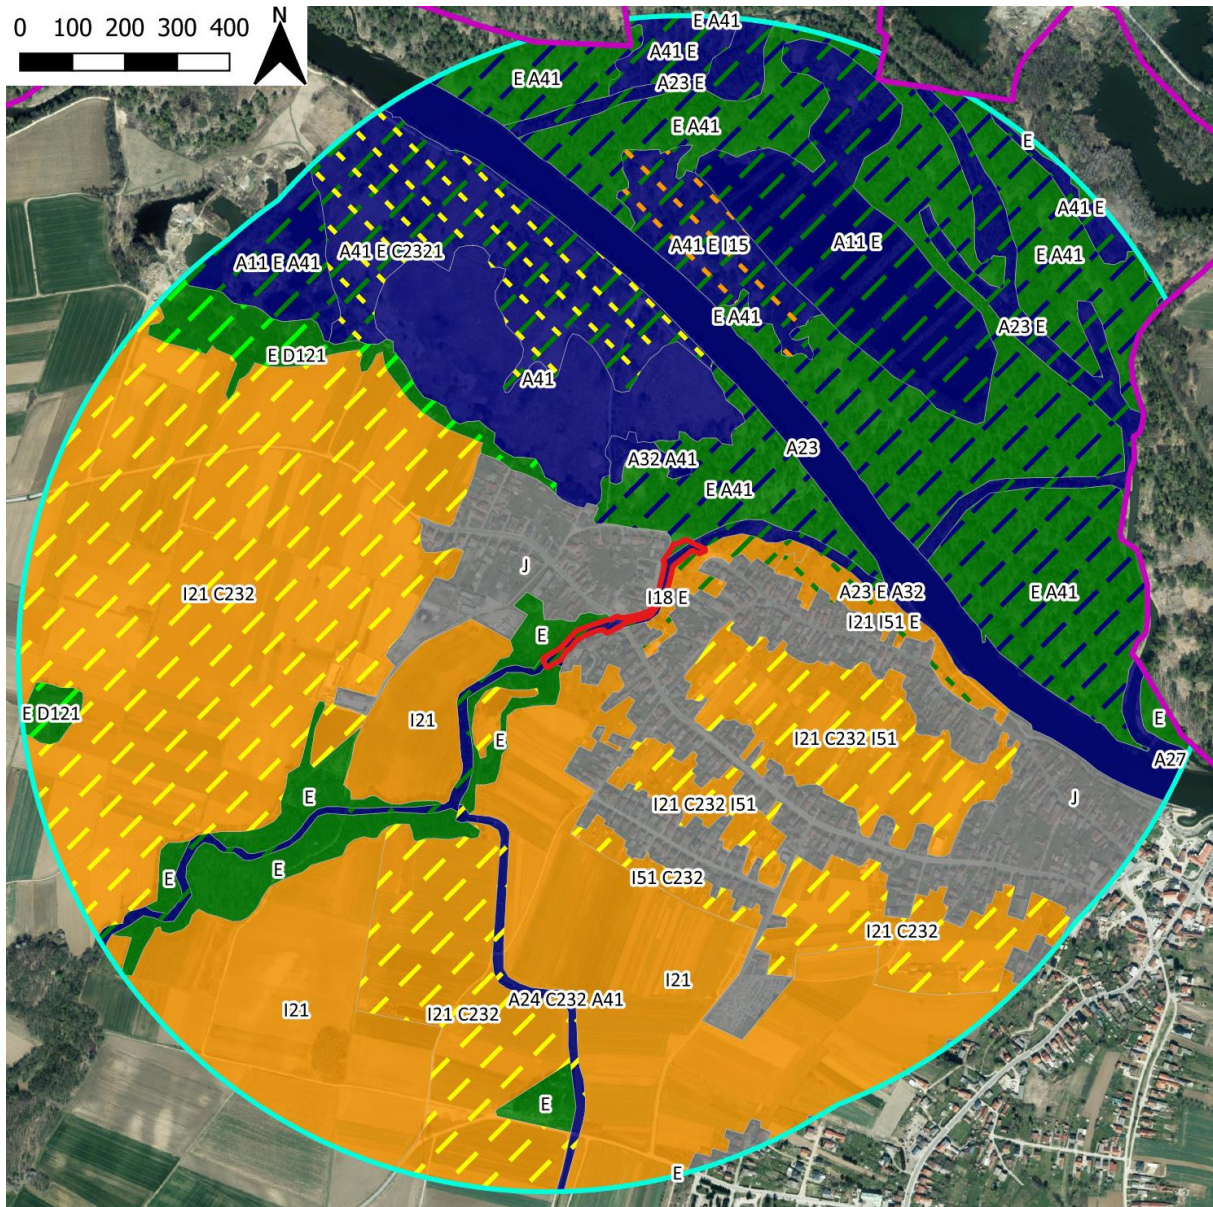 N
0 100 200 300 400
E A41
A41 E
E A41
A23 E
E A41
E
A41 E
A41 E I15
A11 E
A41 E C2321
A11 E A41
E A41
E A41
A23 E
E D121
A41
A23
A32 A41
E A41
J
I21 C232
I18 E
A23 E A32
E A41
I21 I51 E
E
I21
E D121
E
E
I21 C232 I51
A27
E
I21 C232 I51
J
E
E
I51 C232
I21 C232
I21
A24 C232 A41
I21
I21 C232
E
E